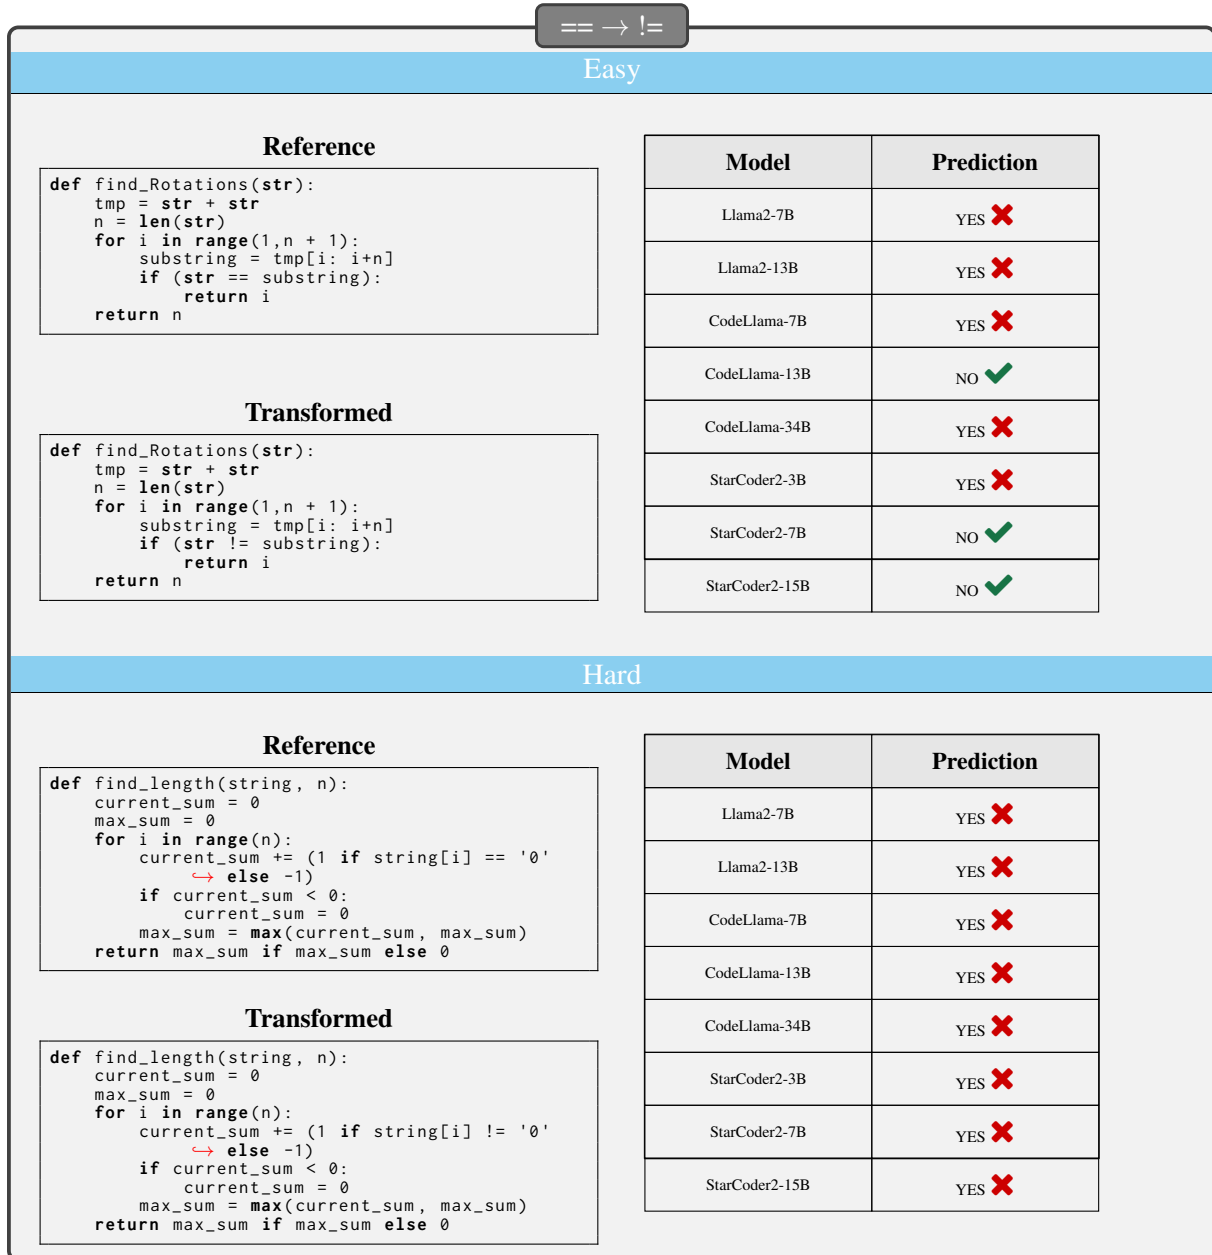 == → !=
Easy
Reference
def find_Rotations(str):
    tmp = str + str
    n = len(str)
    for i in range(1,n + 1):
        substring = tmp[i: i+n]
        if (str == substring):
            return i
    return n
Transformed
def find_Rotations(str):
    tmp = str + str
    n = len(str)
    for i in range(1,n + 1):
        substring = tmp[i: i+n]
        if (str != substring):
            return i
    return n
Model Prediction
Llama2-7B YES ✘
Llama2-13B YES ✘
CodeLlama-7B YES ✘
CodeLlama-13B NO ✔
CodeLlama-34B YES ✘
StarCoder2-3B YES ✘
StarCoder2-7B NO ✔
StarCoder2-15B NO ✔
Hard
Reference
def find_length(string, n):
    current_sum = 0
    max_sum = 0
    for i in range(n):
        current_sum += (1 if string[i] == '0'
            ↪ else -1)
        if current_sum < 0:
            current_sum = 0
        max_sum = max(current_sum, max_sum)
    return max_sum if max_sum else 0
Transformed
def find_length(string, n):
    current_sum = 0
    max_sum = 0
    for i in range(n):
        current_sum += (1 if string[i] != '0'
            ↪ else -1)
        if current_sum < 0:
            current_sum = 0
        max_sum = max(current_sum, max_sum)
    return max_sum if max_sum else 0
Model Prediction
Llama2-7B YES ✘
Llama2-13B YES ✘
CodeLlama-7B YES ✘
CodeLlama-13B YES ✘
CodeLlama-34B YES ✘
StarCoder2-3B YES ✘
StarCoder2-7B YES ✘
StarCoder2-15B YES ✘